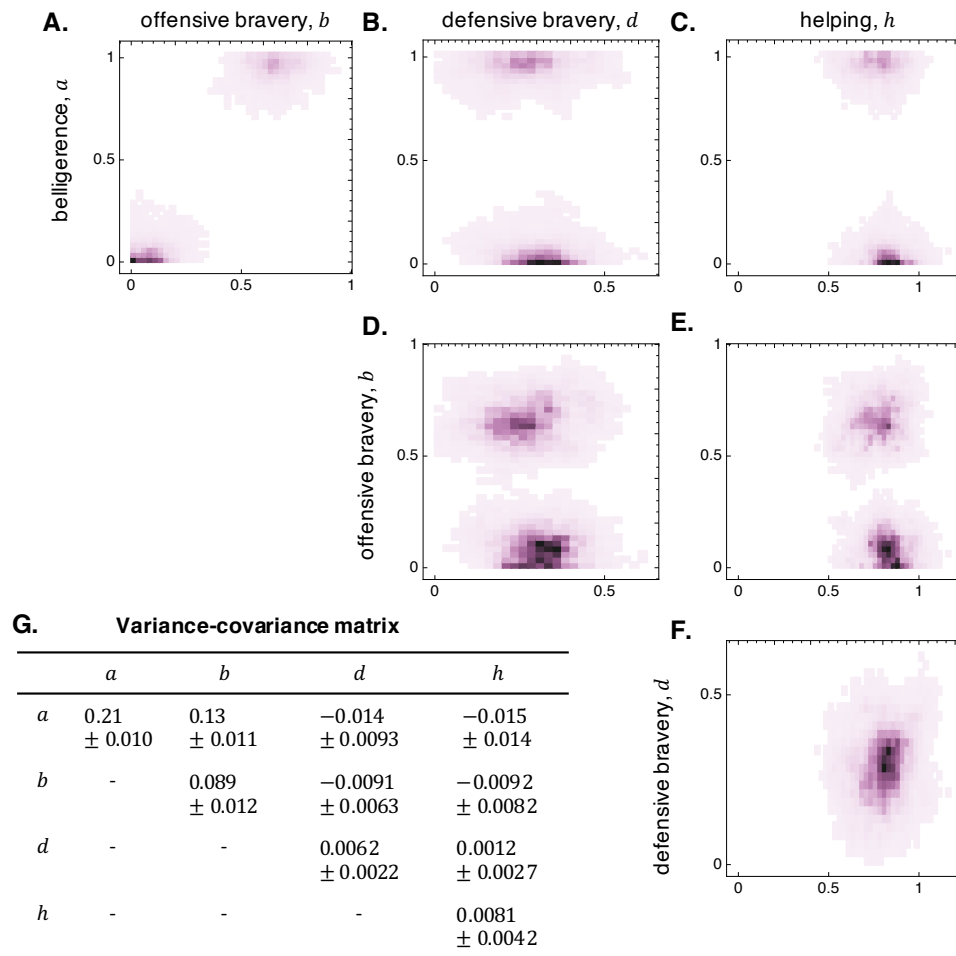 A. offensive bravery, b B. defensive bravery, d C. helping, h
belligerence, a
1
0.5
0
0 0.5 1
1
0.5
0
0 0.5
1
0.5
0
0 0.5 1
D. E.
offensive bravery, b
1
0.5
0
0 0.5
1
0.5
0
0 0.5 1
G. Variance-covariance matrix
a b d h
a 0.21 0.13 −0.014 −0.015
± 0.010 ± 0.011 ± 0.0093 ± 0.014
b - 0.089 −0.0091 −0.0092
± 0.012 ± 0.0063 ± 0.0082
d - - 0.0062 0.0012
± 0.0022 ± 0.0027
h - - - 0.0081
± 0.0042
F.
defensive bravery, d
0.5
0
0 0.5 1